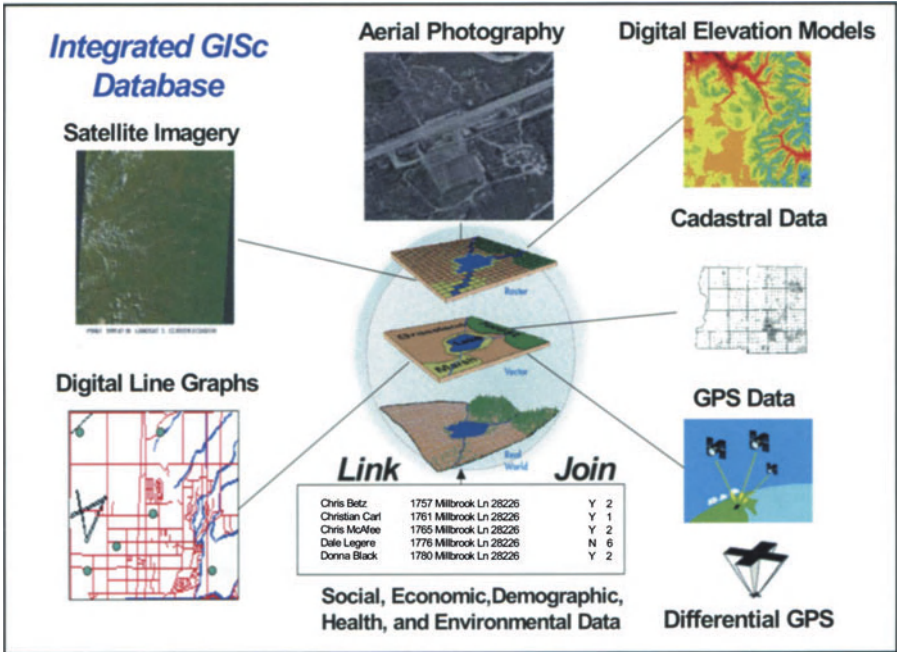 Integrated GISc
Database
Aerial Photography
Digital Elevation Models
Satellite Imagery
Cadastral Data
Raster
Grassland
Lake
Marsh
Vector
Digital Line Graphs
GPS Data
Real
World
Link
Join
Chris Betz 1757 Millbrook Ln 28226 Y 2
Christian Carl 1761 Millbrook Ln 28226 Y 1
Chris McAfee 1765 Millbrook Ln 28226 Y 2
Dale Legere 1776 Millbrook Ln 28226 N 6
Donna Black 1780 Millbrook Ln 28226 Y 2
Social, Economic,Demographic,
Health, and Environmental Data
Differential GPS